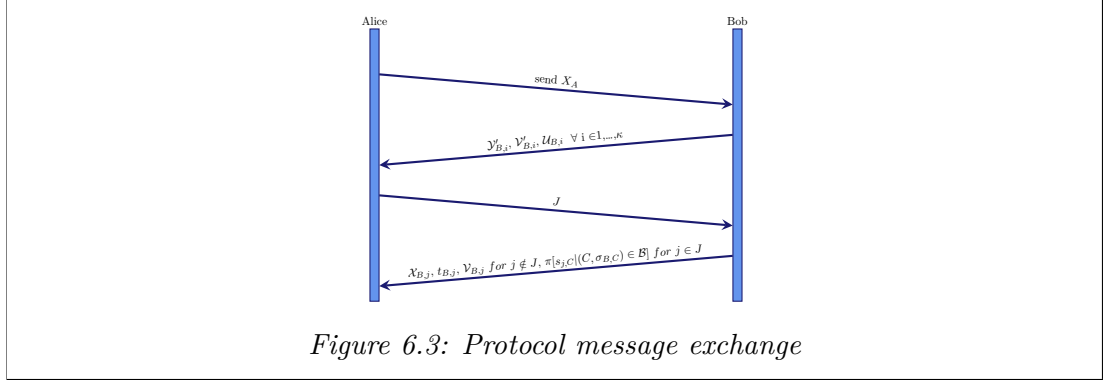 Alice Bob
send X_A
𝒴′_{B,i}, 𝒱′_{B,i}, 𝒰_{B,i} ∀ i ∈1,...,κ
J
𝒳_{B,j}, t_{B,j}, 𝒱_{B,j} for j ∉ J, π[s_{j,C}|(C, σ_{B,C}) ∈ ℬ] for j ∈ J
Figure 6.3: Protocol message exchange